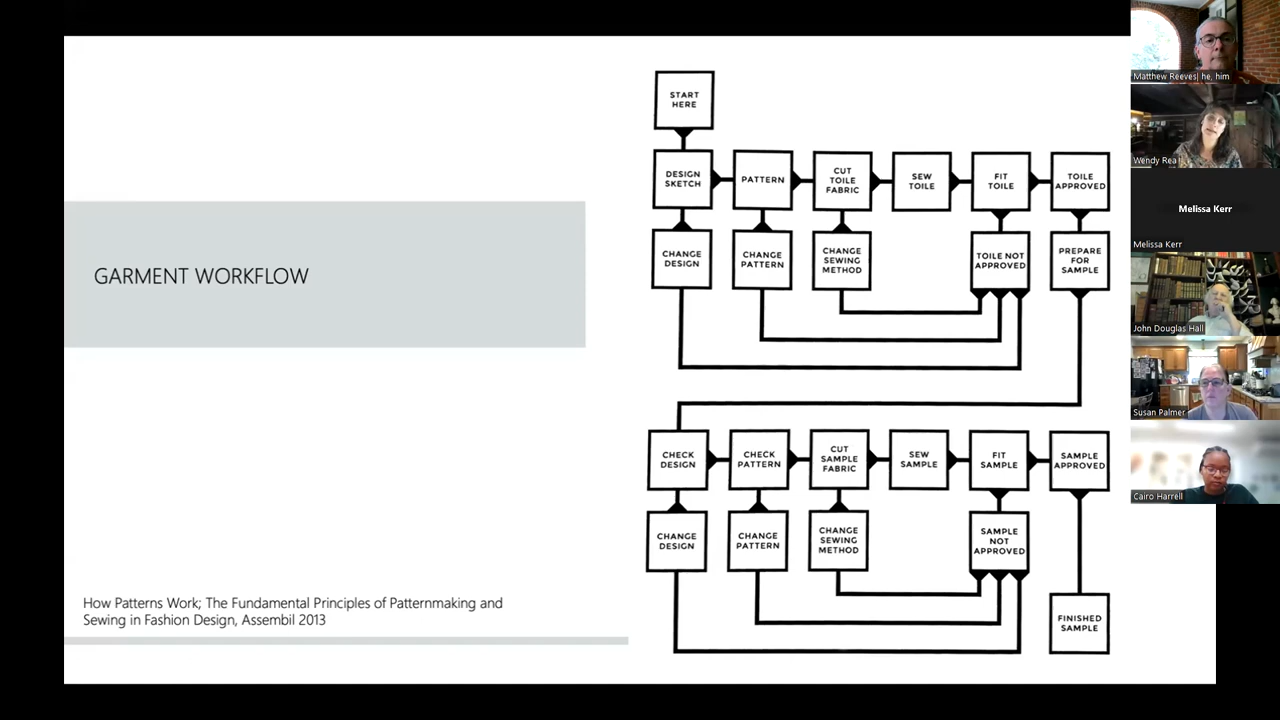 START
HERE
DESIGN
SKETCH
PATTERN
CUT
TOILE
FABRIC
SEW
TOILE
FIT
TOILE
TOILE
APPROVED
CHANGE
DESIGN
CHANGE
PATTERN
CHANGE
SEWING
METHOD
TOILE NOT
APPROVED
PREPARE
FOR
SAMPLE
GARMENT WORKFLOW
CHECK
DESIGN
CHECK
PATTERN
CUT
SAMPLE
FABRIC
SEW
SAMPLE
FIT
SAMPLE
SAMPLE
APPROVED
CHANGE
DESIGN
CHANGE
PATTERN
CHANGE
SEWING
METHOD
SAMPLE
NOT
APPROVED
FINISHED
SAMPLE
How Patterns Work; The Fundamental Principles of Patternmaking and
Sewing in Fashion Design, Assembil 2013
Matthew Reeves| he, him
Wendy Rea
Melissa Kerr
Melissa Kerr
John Douglas Hall
Susan Palmer
Cairo Harrell